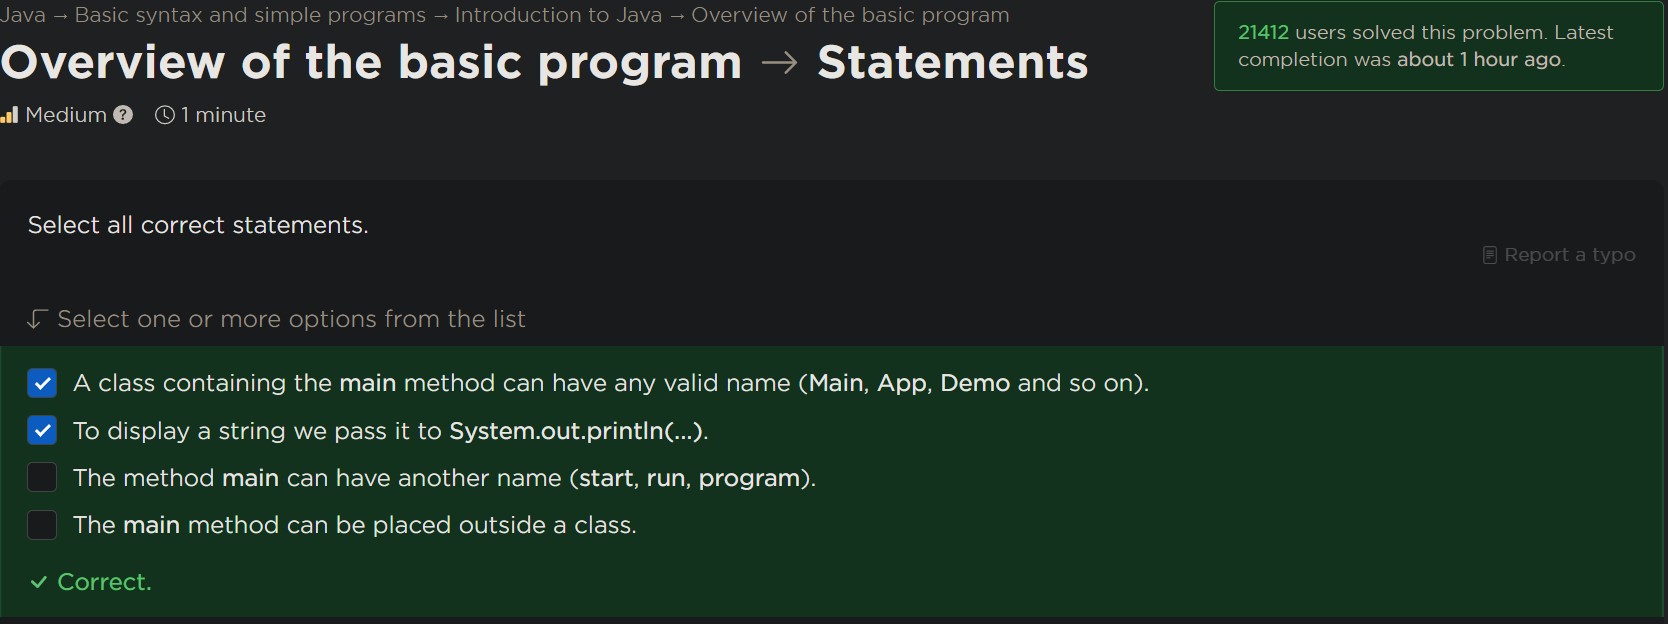 Java → Basic syntax and simple programs → Introduction to Java → Overview of the basic program
Overview of the basic program → Statements
21412 users solved this problem. Latest
completion was about 1 hour ago.
Medium ? 1 minute
Select all correct statements.
Report a typo
Select one or more options from the list
A class containing the main method can have any valid name (Main, App, Demo and so on).
To display a string we pass it to System.out.println(...).
The method main can have another name (start, run, program).
The main method can be placed outside a class.
Correct.